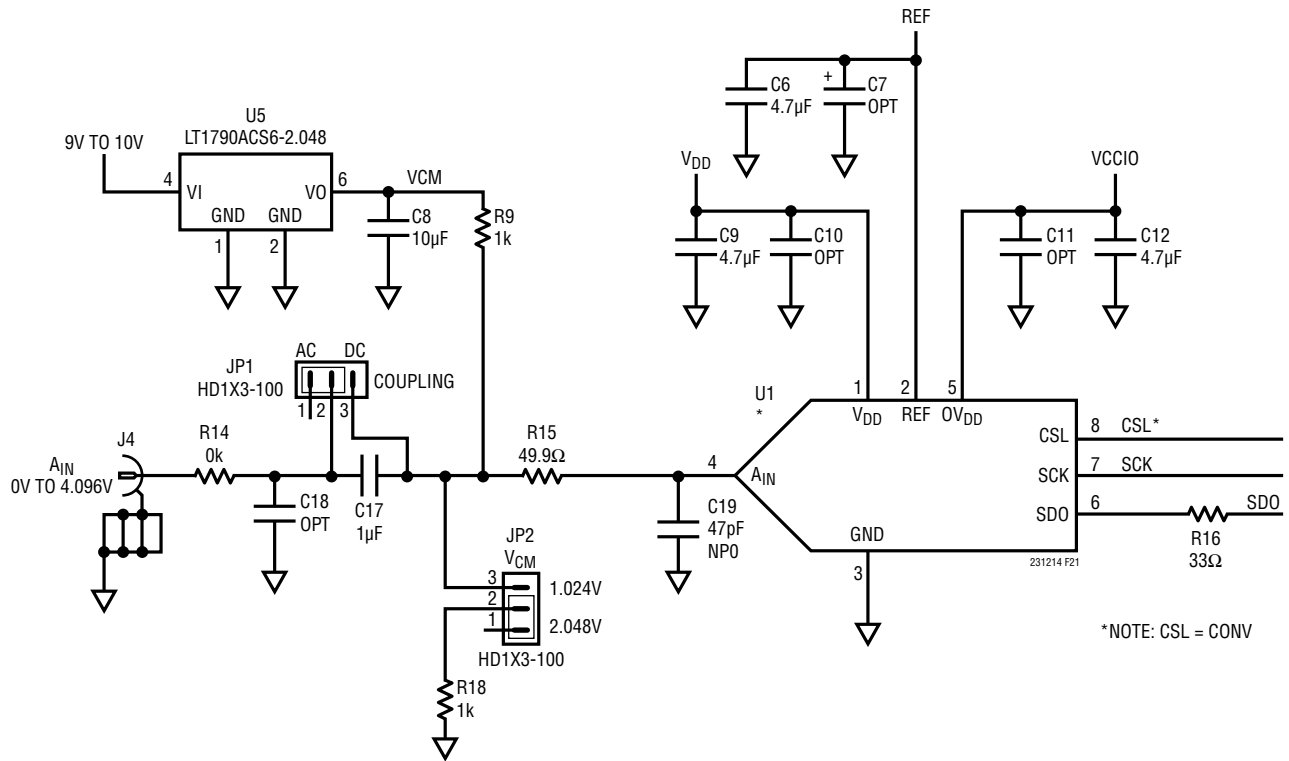 REF
C6
4.7µF
+
C7
OPT
U5
LT1790ACS6-2.048
9V TO 10V
4
VI
VO
6
GND
GND
1
2
VCM
C8
10µF
R9
1k
VDD
C9
4.7µF
C10
OPT
VCCIO
C11
OPT
C12
4.7µF
AC
DC
JP1
HD1X3-100
COUPLING
1
2
3
J4
AIN
0V TO 4.096V
R14
0k
C18
OPT
C17
1µF
R15
49.9Ω
C19
47pF
NPO
JP2
VCM
3
2
1
1.024V
2.048V
HD1X3-100
R18
1k
U1
*
1
2
5
VDD
REF
OVDD
4
AIN
CSL
8
CSL*
SCK
7
SCK
SDO
6
SDO
R16
33Ω
GND
3
231214 F21
*NOTE: CSL = CONV